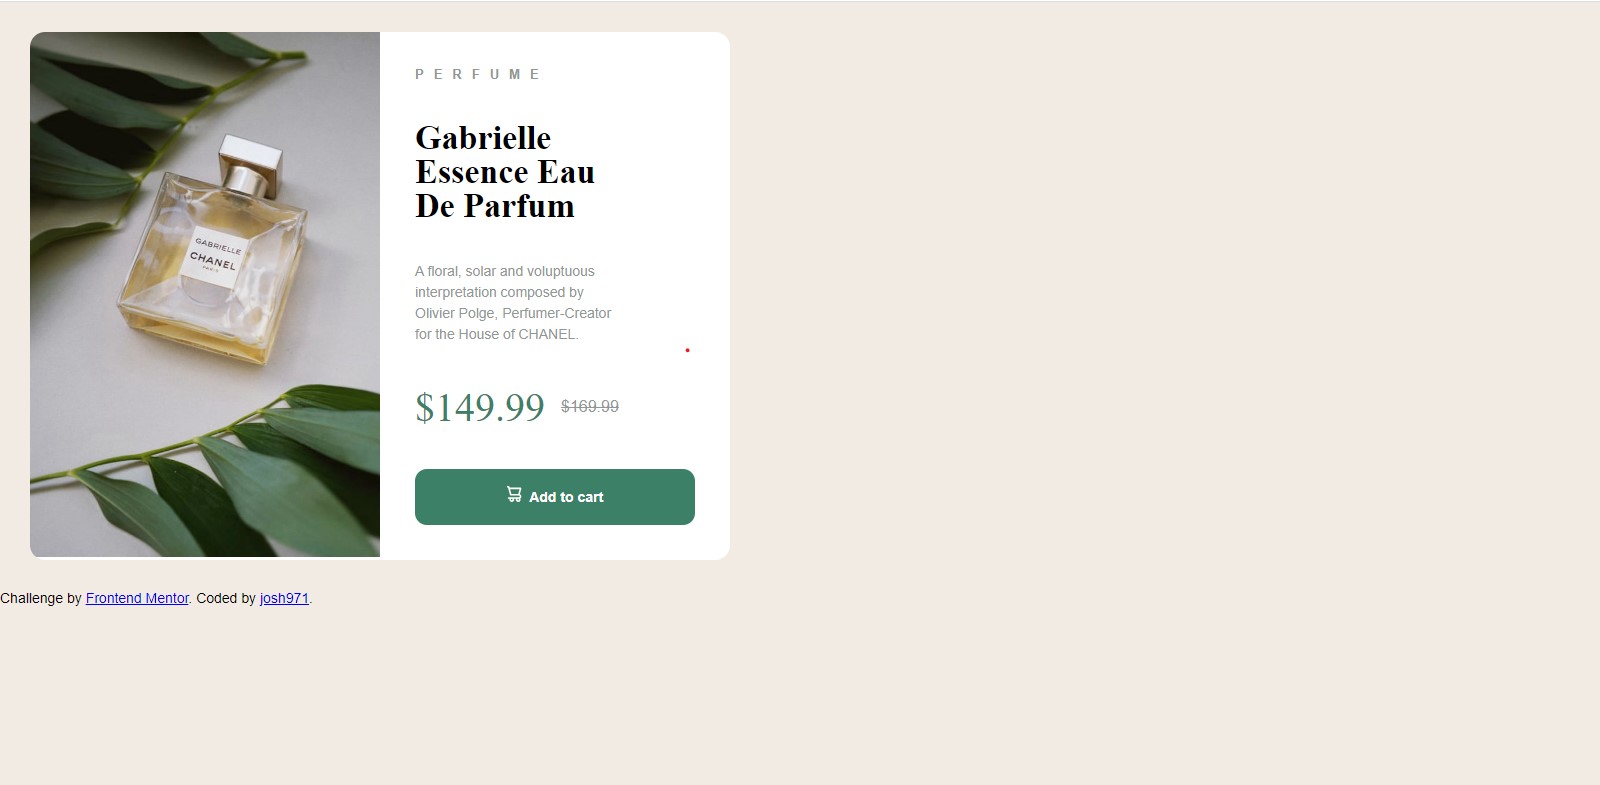 PERFUME
Gabrielle
Essence Eau
De Parfum
A floral, solar and voluptuous
interpretation composed by
Olivier Polge, Perfumer-Creator
for the House of CHANEL.
$149.99 $169.99
Add to cart
GABRIELLE
CHANEL
PARIS
Challenge by Frontend Mentor. Coded by josh971.